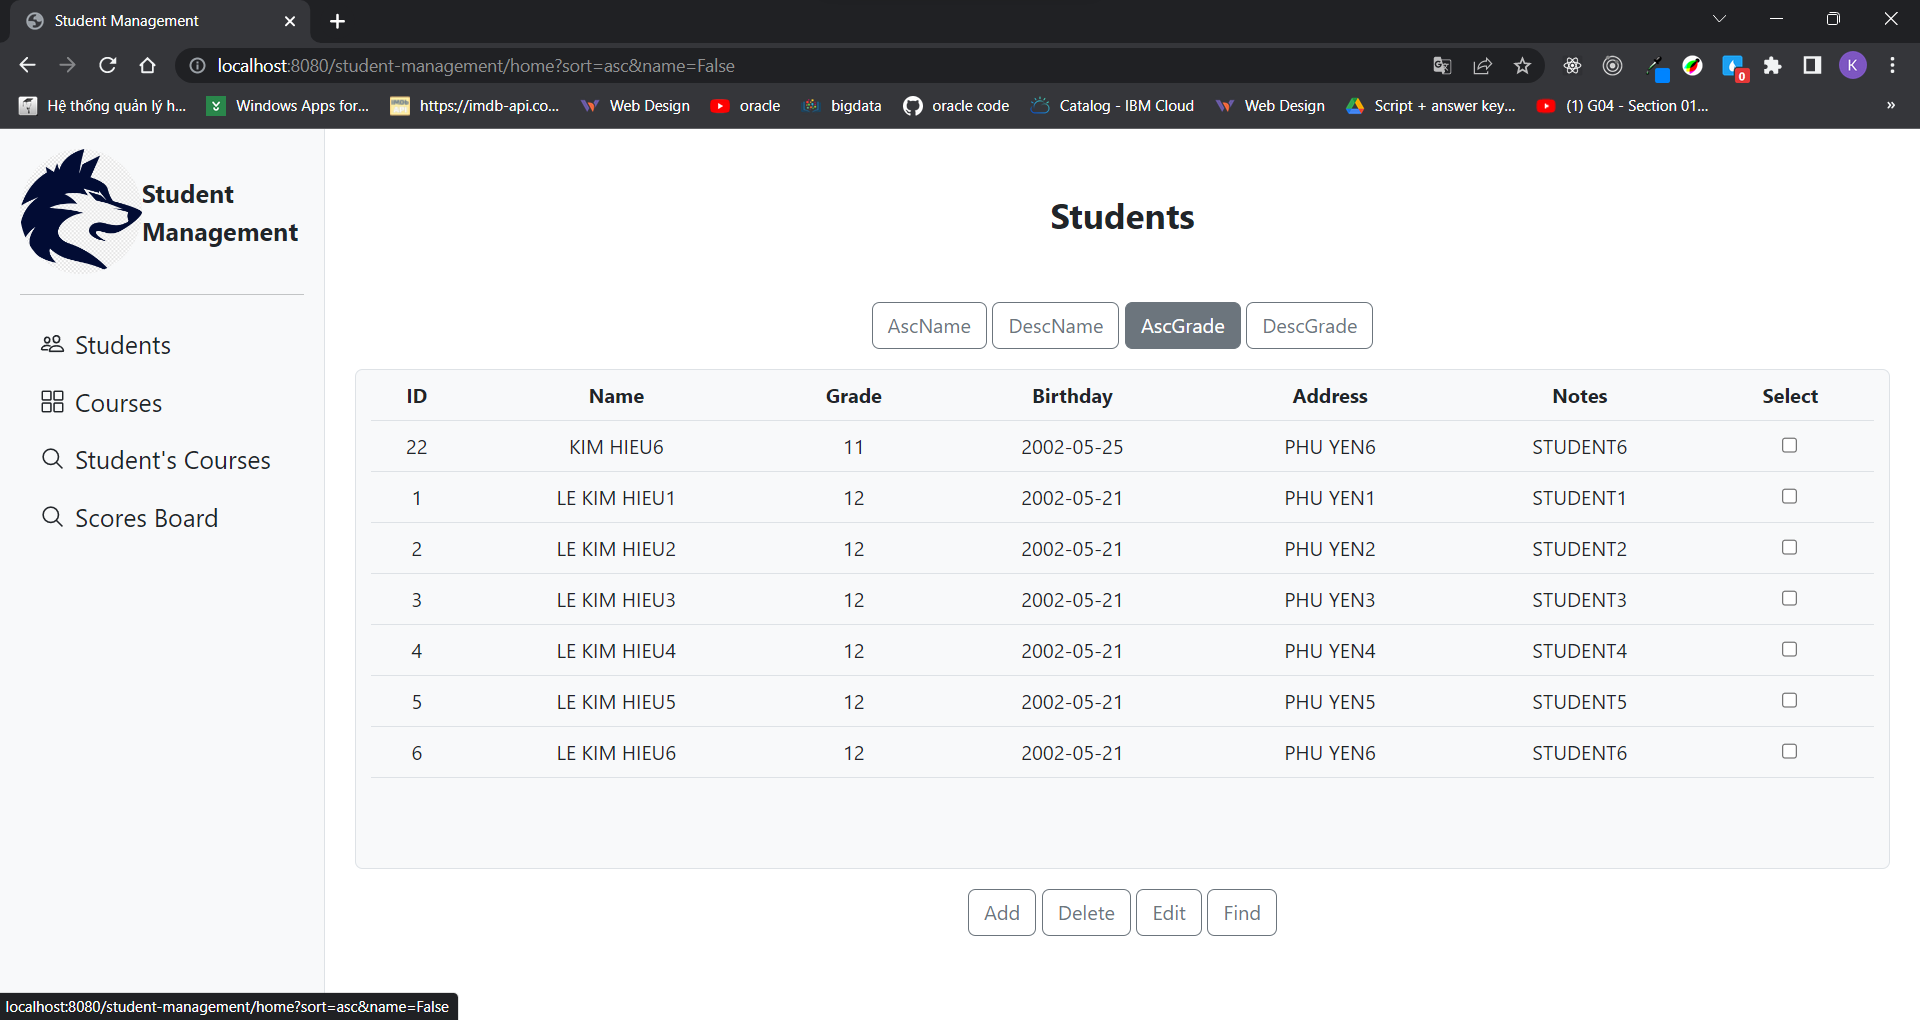 Student Management
localhost:8080/student-management/home?sort=asc&name=False
0
K
Hệ thống quản lý h...
Windows Apps for...
https://imdb-api.co...
Web Design
oracle
bigdata
oracle code
Catalog - IBM Cloud
Web Design
Script + answer key...
(1) G04 - Section 01...
»
Student
Management
Students
Courses
Student's Courses
Scores Board
Students
AscName DescName AscGrade DescGrade
ID Name Grade Birthday Address Notes Select
22 KIM HIEU6 11 2002-05-25 PHU YEN6 STUDENT6
1 LE KIM HIEU1 12 2002-05-21 PHU YEN1 STUDENT1
2 LE KIM HIEU2 12 2002-05-21 PHU YEN2 STUDENT2
3 LE KIM HIEU3 12 2002-05-21 PHU YEN3 STUDENT3
4 LE KIM HIEU4 12 2002-05-21 PHU YEN4 STUDENT4
5 LE KIM HIEU5 12 2002-05-21 PHU YEN5 STUDENT5
6 LE KIM HIEU6 12 2002-05-21 PHU YEN6 STUDENT6
Add Delete Edit Find
localhost:8080/student-management/home?sort=asc&name=False